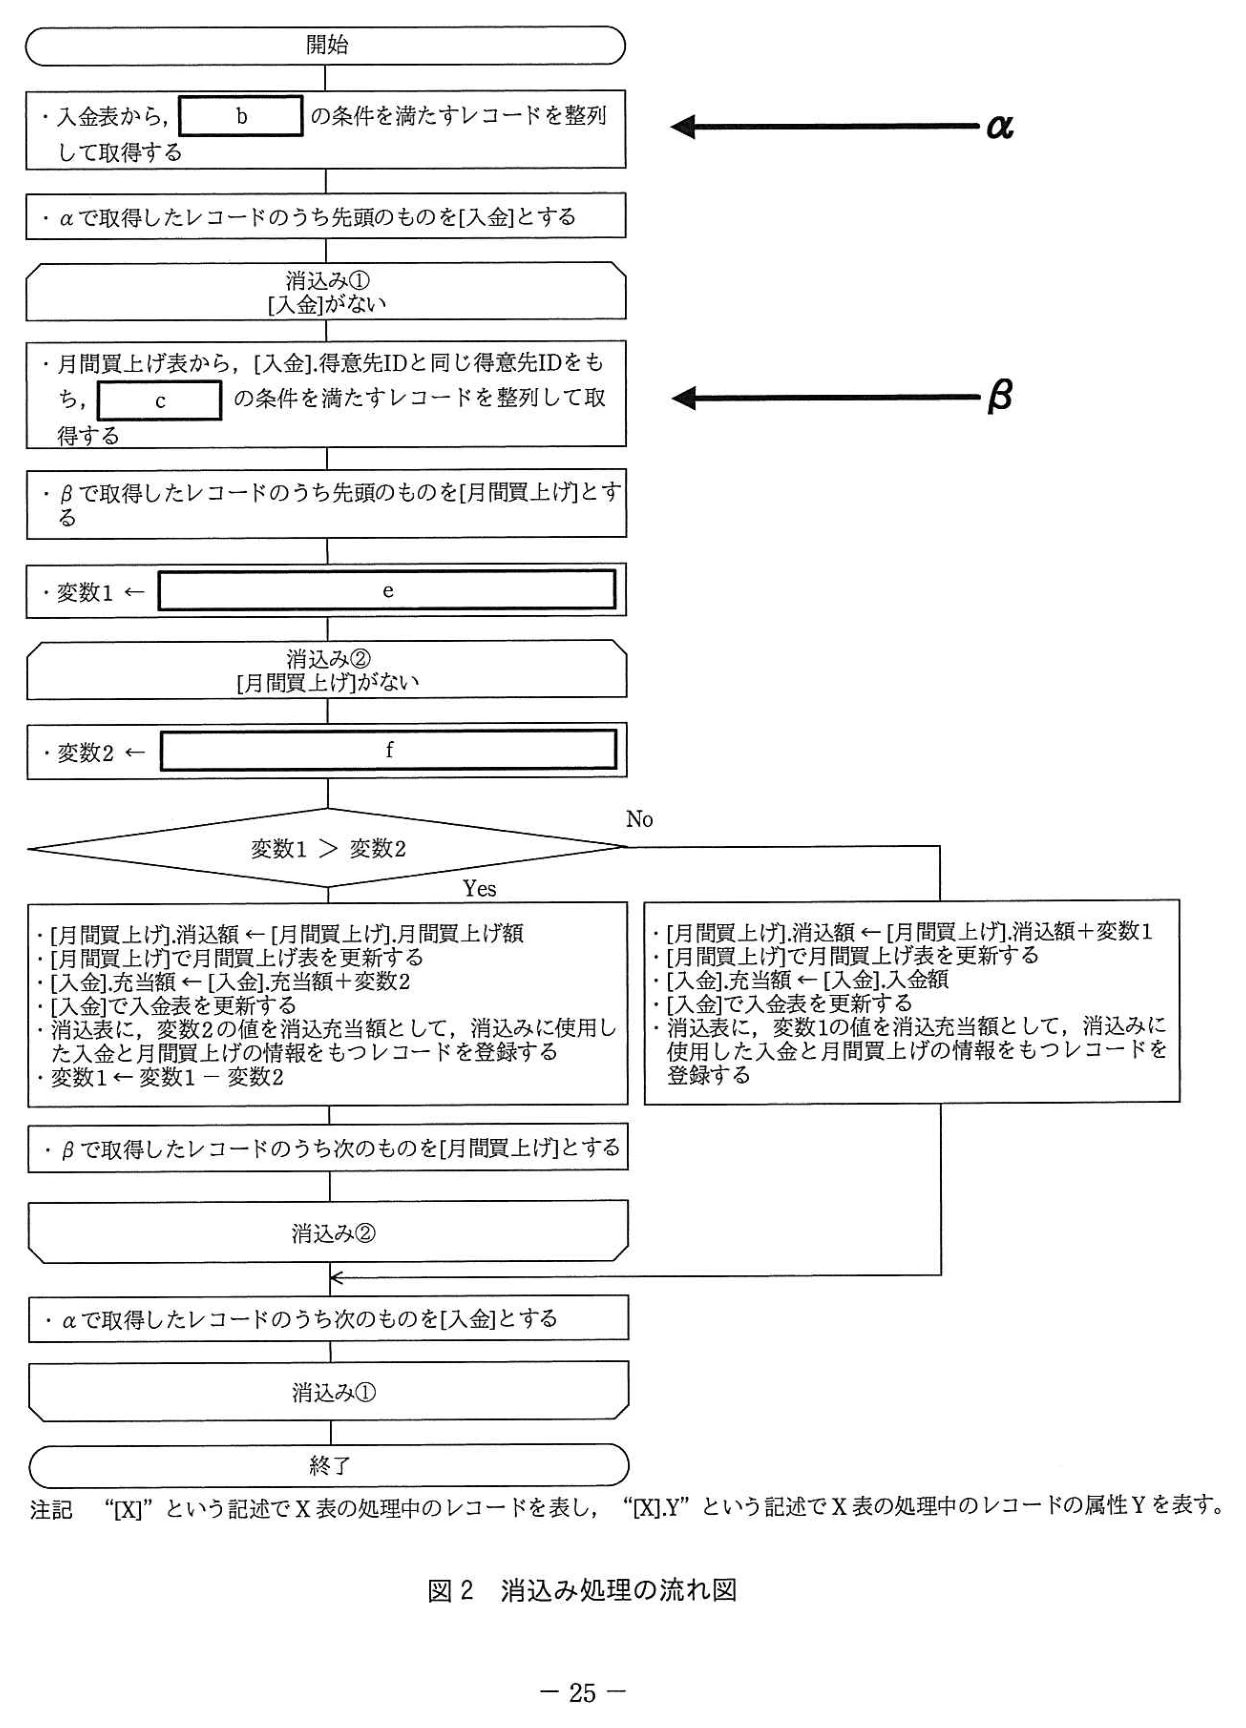 開始
・入金表から， b の条件を満たすレコードを整列
して取得する
α
・αで取得したレコードのうち先頭のものを[入金]とする
消込み①
[入金]がない
・月間買上げ表から，[入金].得意先IDと同じ得意先IDをも
ち， c の条件を満たすレコードを整列して取
得する
β
・βで取得したレコードのうち先頭のものを[月間買上げ]とす
る
・変数1 ← e
消込み②
[月間買上げ]がない
・変数2 ← f
変数1 ＞ 変数2
No
Yes
・[月間買上げ].消込額 ← [月間買上げ].月間買上げ額
・[月間買上げ]で月間買上げ表を更新する
・[入金].充当額 ← [入金].充当額＋変数2
・[入金]で入金表を更新する
・消込表に，変数2の値を消込充当額として，消込みに使用し
た入金と月間買上げの情報をもつレコードを登録する
・変数1 ← 変数1 － 変数2
・[月間買上げ].消込額 ← [月間買上げ].消込額＋変数1
・[月間買上げ]で月間買上げ表を更新する
・[入金].充当額 ← [入金].入金額
・[入金]で入金表を更新する
・消込表に，変数1の値を消込充当額として，消込みに
使用した入金と月間買上げの情報をもつレコードを
登録する
・βで取得したレコードのうち次のものを[月間買上げ]とする
消込み②
・αで取得したレコードのうち次のものを[入金]とする
消込み①
終了
注記 “[X]” という記述で X 表の処理中のレコードを表し，“[X].Y” という記述で X 表の処理中のレコードの属性 Y を表す。
図 2 消込み処理の流れ図
－ 25 －